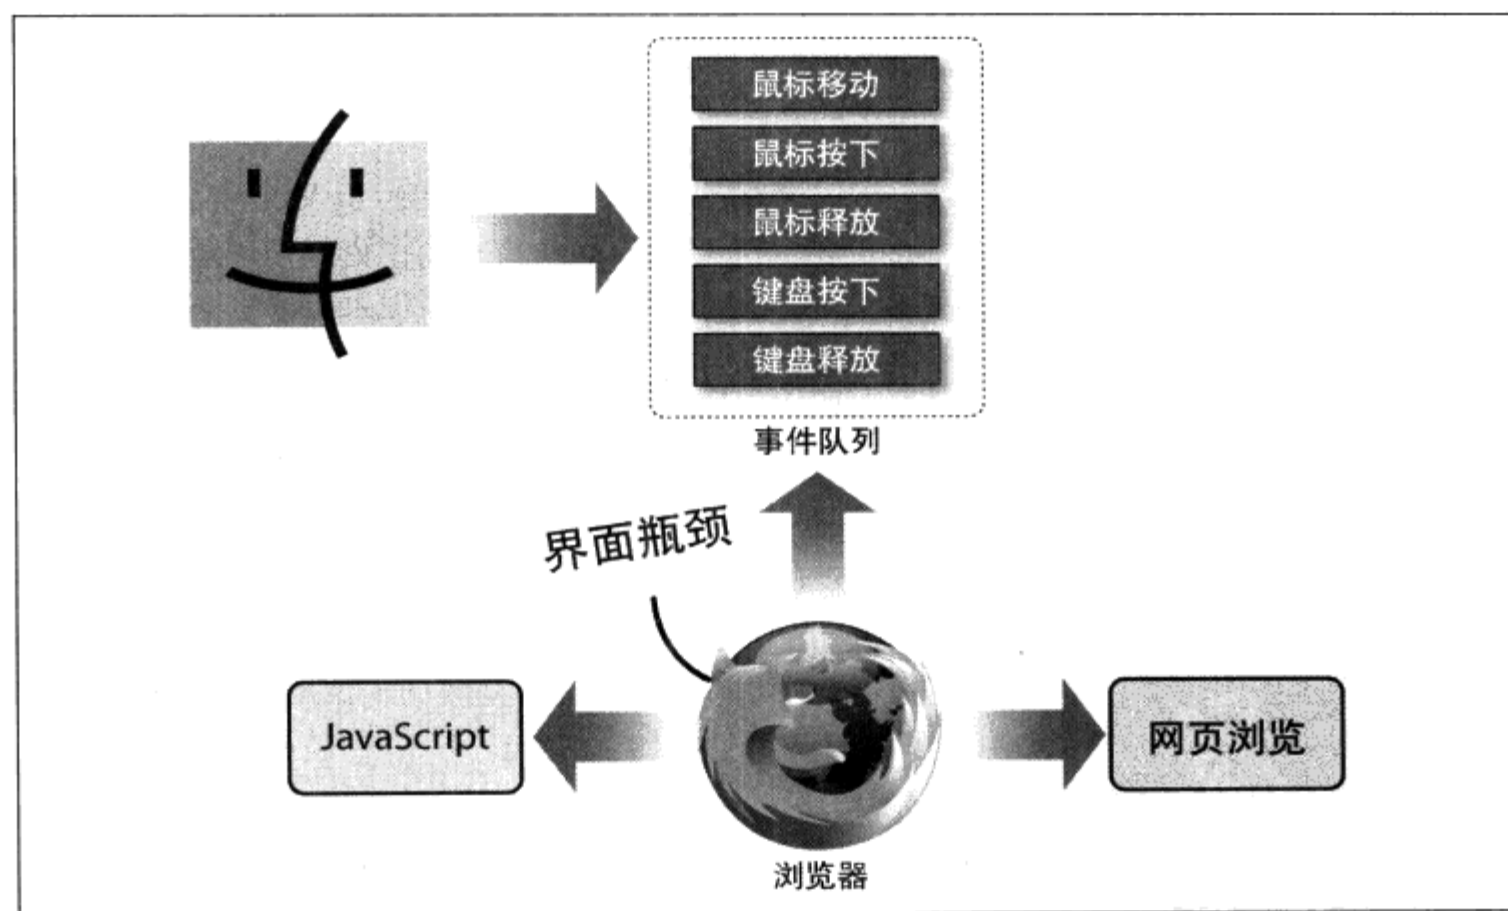 鼠标移动
鼠标按下
鼠标释放
键盘按下
键盘释放
事件队列
界面瓶颈
JavaScript
网页浏览
浏览器